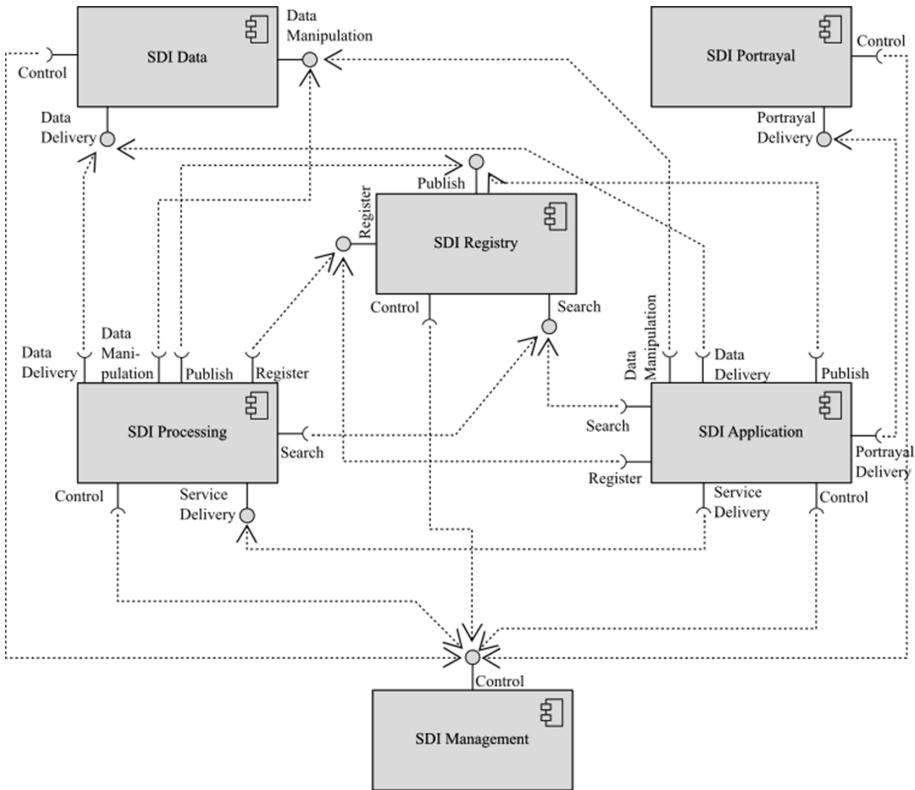 Data
Manipulation
SDI Data
Control
Data
Delivery
SDI Portrayal
Control
Portrayal
Delivery
Publish
Register
SDI Registry
Control
Search
Data
Delivery
Data
Mani-
pulation
Publish
Register
SDI Processing
Search
Control
Service
Delivery
Data
Manipulation
Data
Delivery
Publish
Search
SDI Application
Register
Portrayal
Delivery
Service
Delivery
Control
Control
SDI Management